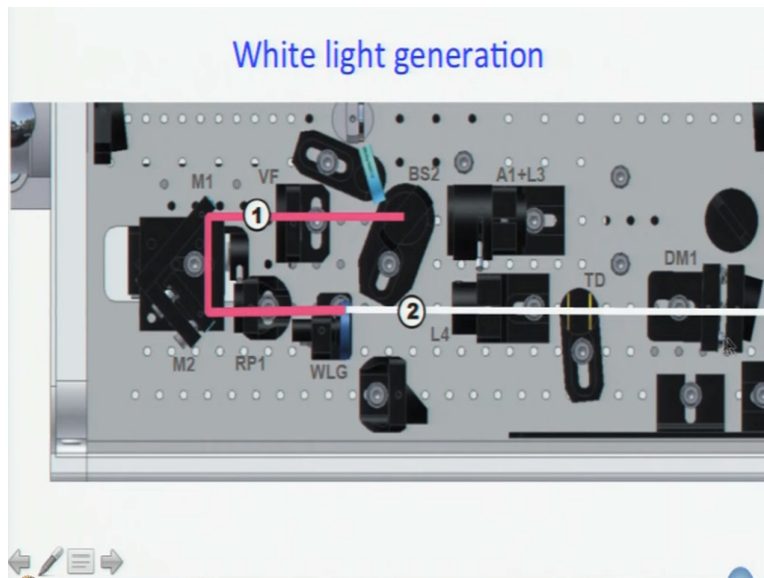 White light generation
M1
VF
BS2
A1+L3
1
DM1
TD
2
L4
M2
RP1
WLG